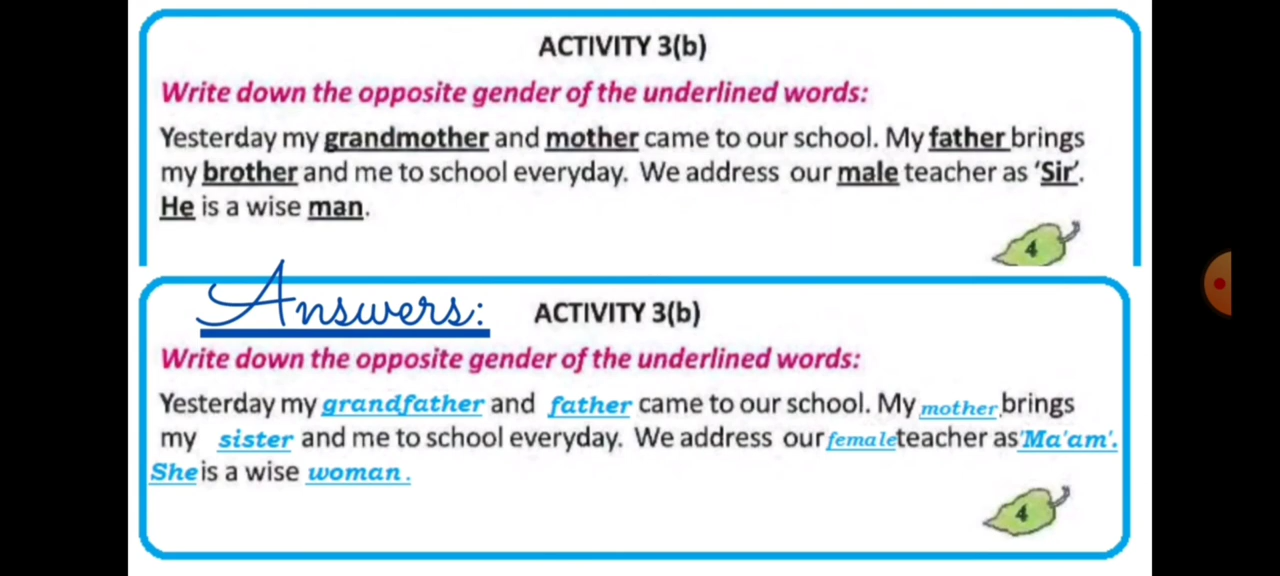 ACTIVITY 3(b)
Write down the opposite gender of the underlined words:
Yesterday my grandmother and mother came to our school. My father brings
my brother and me to school everyday. We address our male teacher as ‘Sir’.
He is a wise man.
4
Answers:
ACTIVITY 3(b)
Write down the opposite gender of the underlined words:
Yesterday my grandfather and father came to our school. My mother brings
my sister and me to school everyday. We address our female teacher as 'Ma'am'.
She is a wise woman.
4